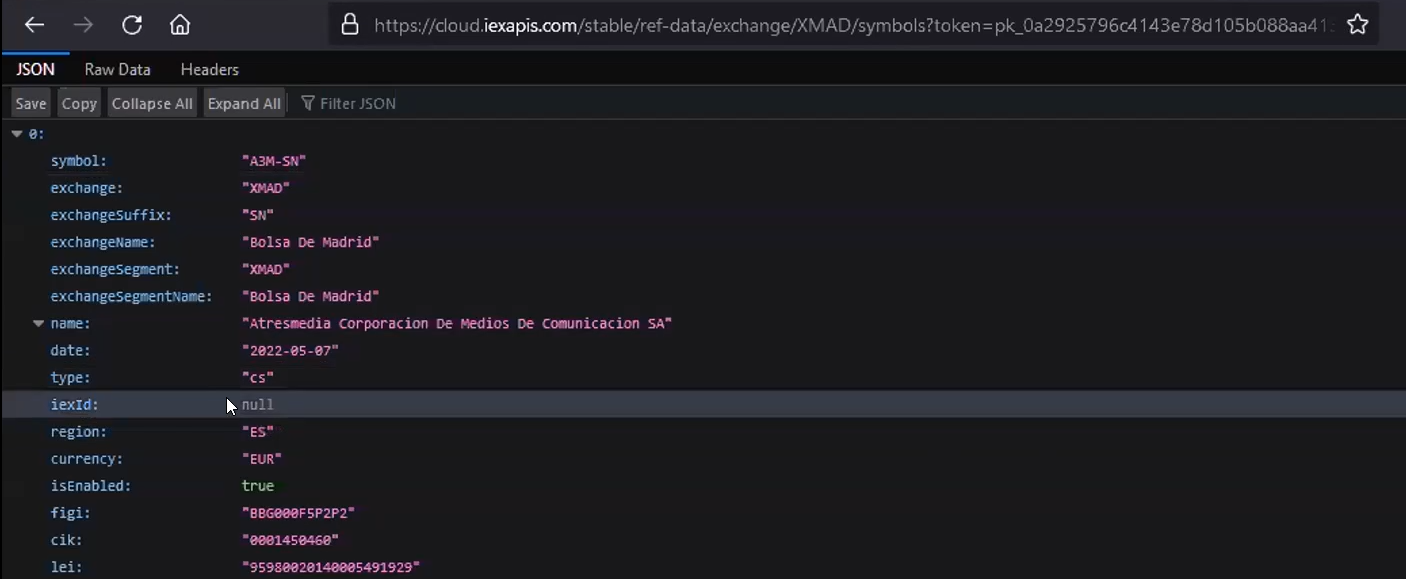 https://cloud.iexapis.com/stable/ref-data/exchange/XMAD/symbols?token=pk_0a2925796c4143e78d105b088aa41
JSON Raw Data Headers
Save Copy Collapse All Expand All Filter JSON
0:
symbol: "A3M-SN"
exchange: "XMAD"
exchangeSuffix: "SN"
exchangeName: "Bolsa De Madrid"
exchangeSegment: "XMAD"
exchangeSegmentName: "Bolsa De Madrid"
name: "Atresmedia Corporacion De Medios De Comunicacion SA"
date: "2022-05-07"
type: "cs"
iexId: null
region: "ES"
currency: "EUR"
isEnabled: true
figi: "BBG000F5P2P2"
cik: "0001450460"
lei: "95980020140005491929"